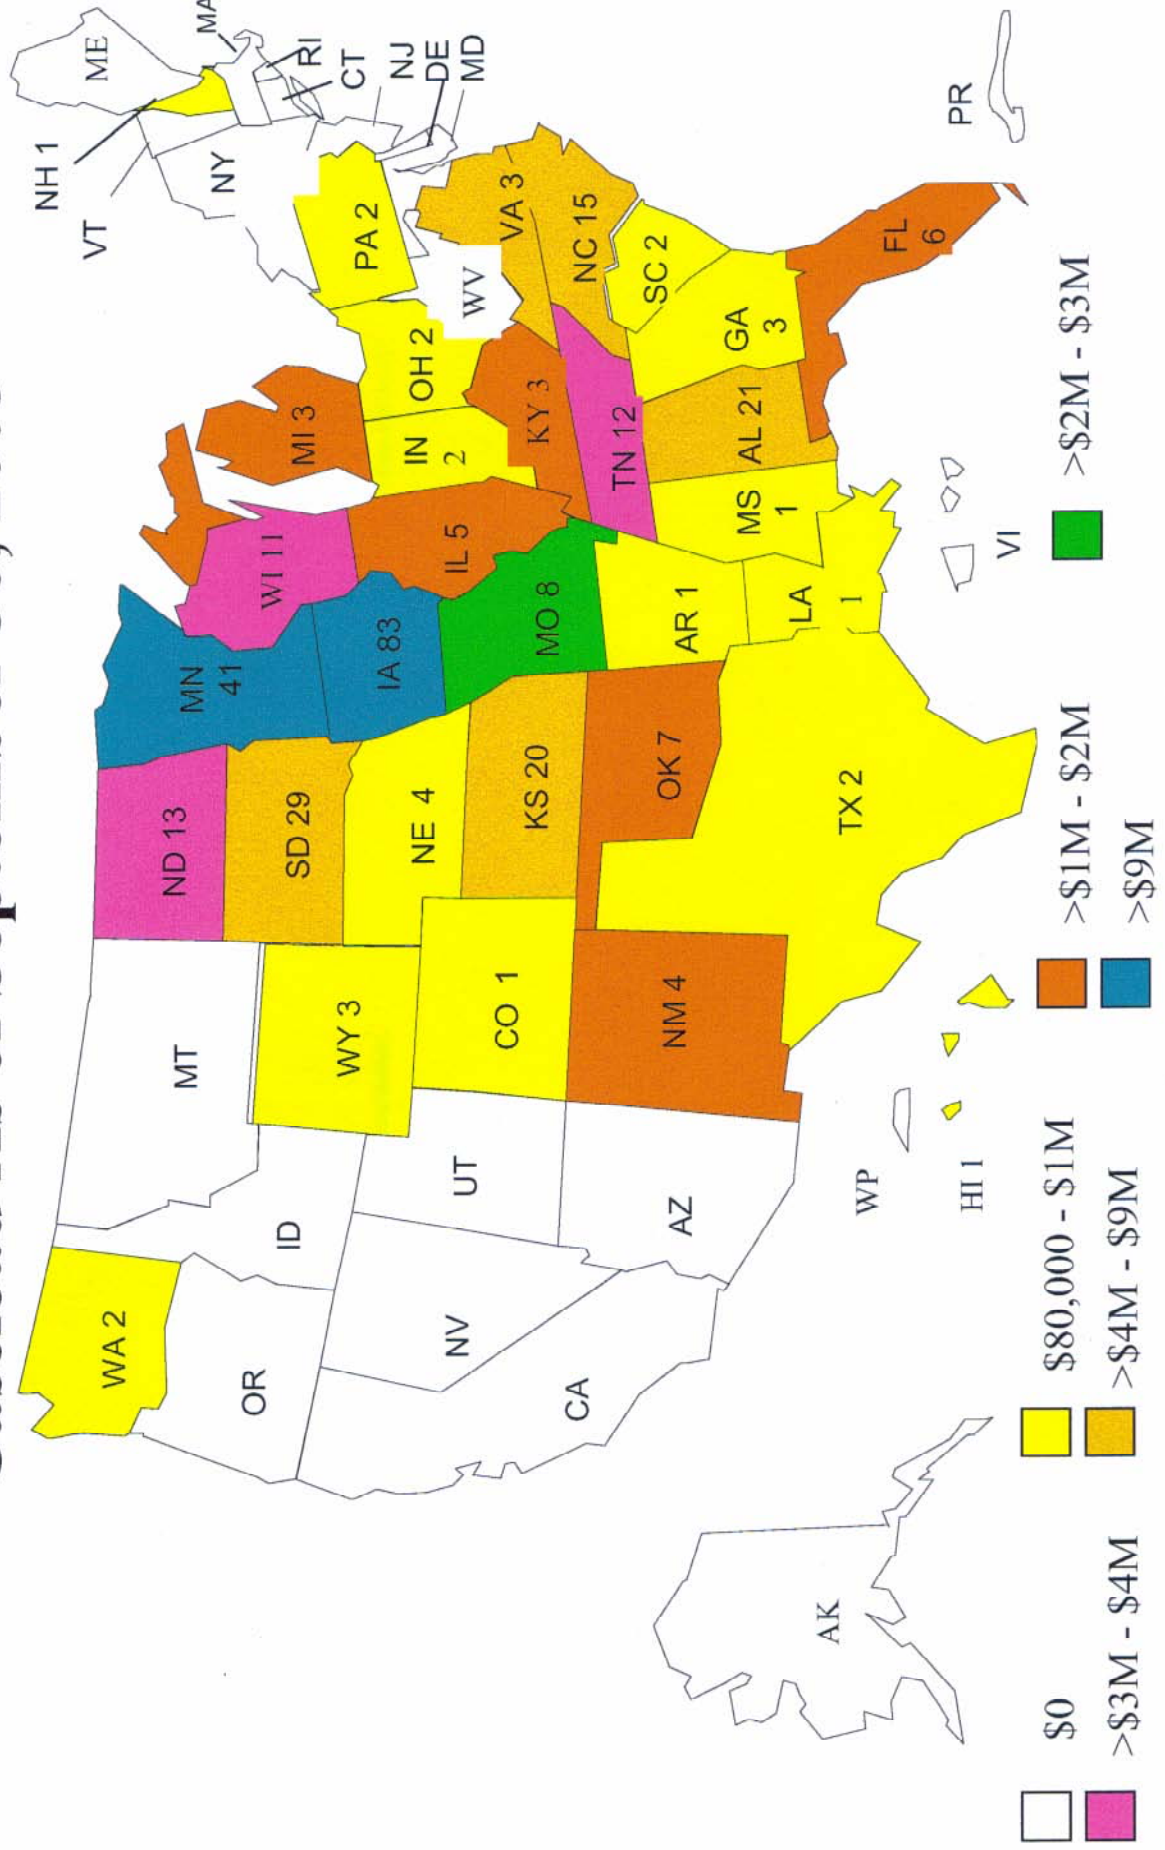 WA 2
OR
CA
NV
ID
MT
WY 3
UT
AZ
CO 1
NM 4
ND 13
SD 29
NE 4
KS 20
OK 7
TX 2
MN
41
IA 83
MO 8
AR 1
LA
1
WI 11
IL 5
MI 3
IN
2
OH 2
KY 3
TN 12
MS
1
AL 21
GA
3
FL
6
SC 2
NC 15
VA 3
WV
PA 2
NY
VT
NH 1
ME
MA
RI
CT
NJ
DE
MD
AK
WP
HI 1
VI
PR
$0
$80,000 - $1M
>$1M - $2M
>$2M - $3M
>$3M - $4M
>$4M - $9M
>$9M